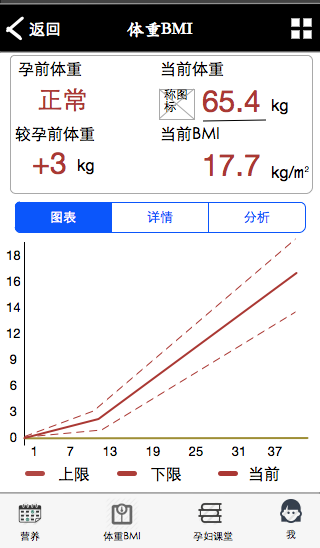 返回 体重BMI
孕前体重 当前体重
正常 称图标 65.4 kg
较孕前体重 当前BMI
+3 kg 17.7 kg/m²
图表 详情 分析
18
16
14
12
9
6
3
0
1 7 13 19 25 31 37
上限 下限 当前
营养 体重BMI 孕妇课堂 我